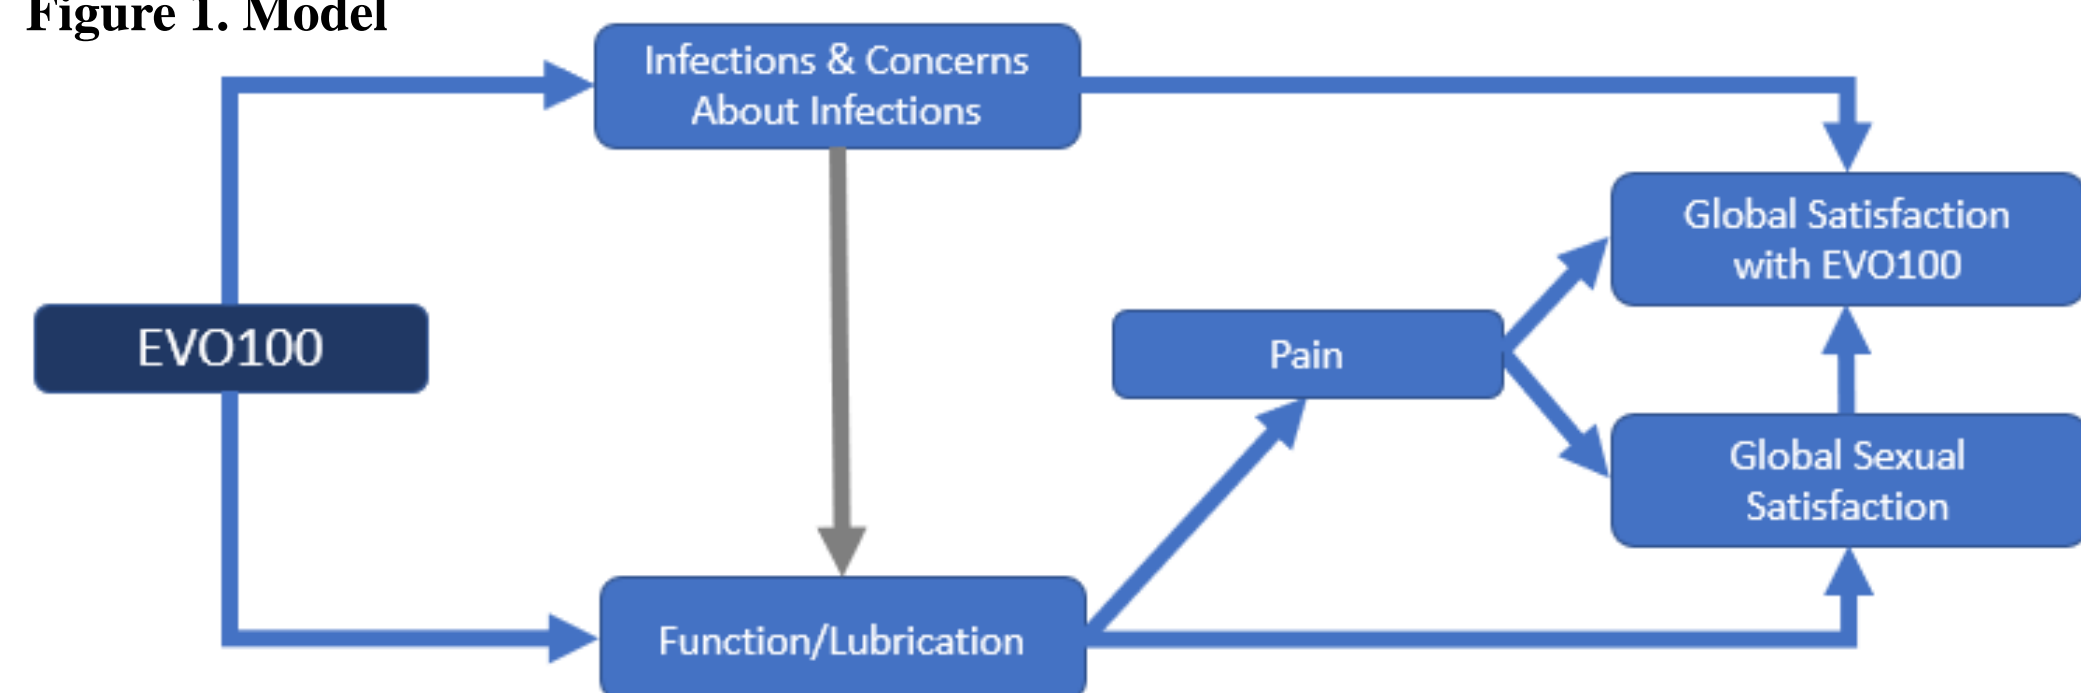 Figure 1. Model
Infections & Concerns
About Infections
Global Satisfaction
with EVO100
EVO100
Pain
Global Sexual
Satisfaction
Function/Lubrication